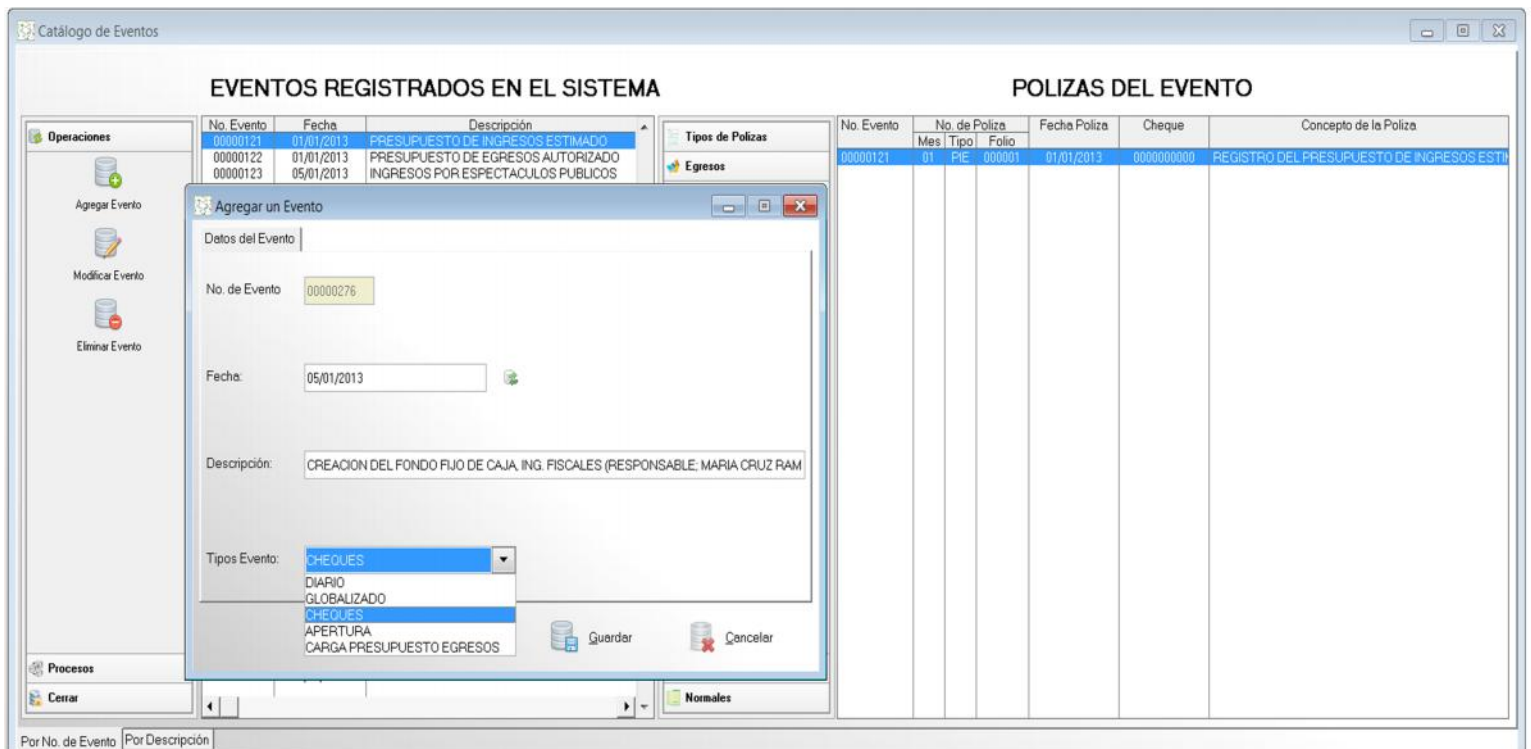 Catálogo de Eventos
EVENTOS REGISTRADOS EN EL SISTEMA
POLIZAS DEL EVENTO
Operaciones
Agregar Evento
Modificar Evento
Eliminar Evento
Procesos
Cerrar
No. Evento Fecha Descripción
00000121 01/01/2013 PRESUPUESTO DE INGRESOS ESTIMADO
00000122 01/01/2013 PRESUPUESTO DE EGRESOS AUTORIZADO
00000123 05/01/2013 INGRESOS POR ESPECTACULOS PUBLICOS
Tipos de Polizas
Egresos
Normales
No. Evento No. de Poliza Fecha Poliza Cheque Concepto de la Poliza
Mes Tipo Folio
00000121 01 PIE 000001 01/01/2013 0000000000 REGISTRO DEL PRESUPUESTO DE INGRESOS ESTI
Agregar un Evento
Datos del Evento
No. de Evento 00000276
Fecha: 05/01/2013
Descripción: CREACION DEL FONDO FIJO DE CAJA, ING. FISCALES (RESPONSABLE; MARIA CRUZ RAM
Tipos Evento: CHEQUES
DIARIO
GLOBALIZADO
CHEQUES
APERTURA
CARGA PRESUPUESTO EGRESOS
Guardar
Cancelar
Por No. de Evento
Por Descripción